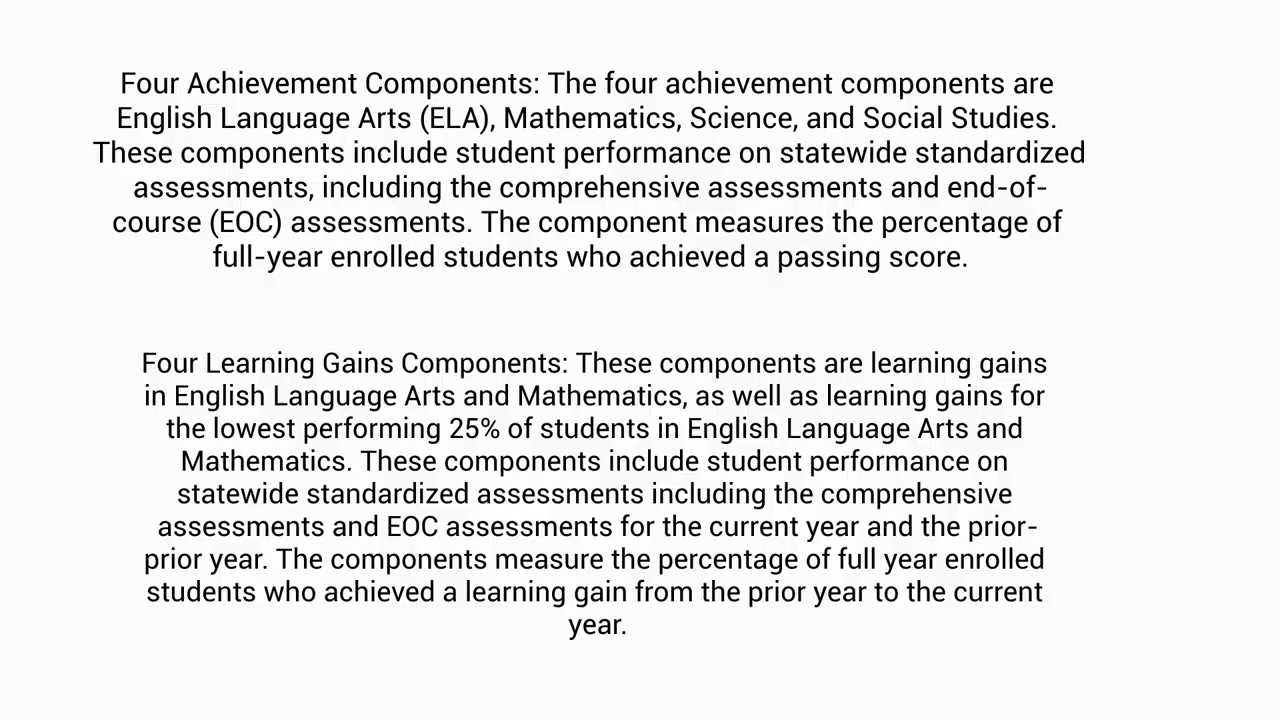 Four Achievement Components: The four achievement components are
English Language Arts (ELA), Mathematics, Science, and Social Studies.
These components include student performance on statewide standardized
assessments, including the comprehensive assessments and end-of-
course (EOC) assessments. The component measures the percentage of
full-year enrolled students who achieved a passing score.
Four Learning Gains Components: These components are learning gains
in English Language Arts and Mathematics, as well as learning gains for
the lowest performing 25% of students in English Language Arts and
Mathematics. These components include student performance on
statewide standardized assessments including the comprehensive
assessments and EOC assessments for the current year and the prior-
prior year. The components measure the percentage of full year enrolled
students who achieved a learning gain from the prior year to the current
year.